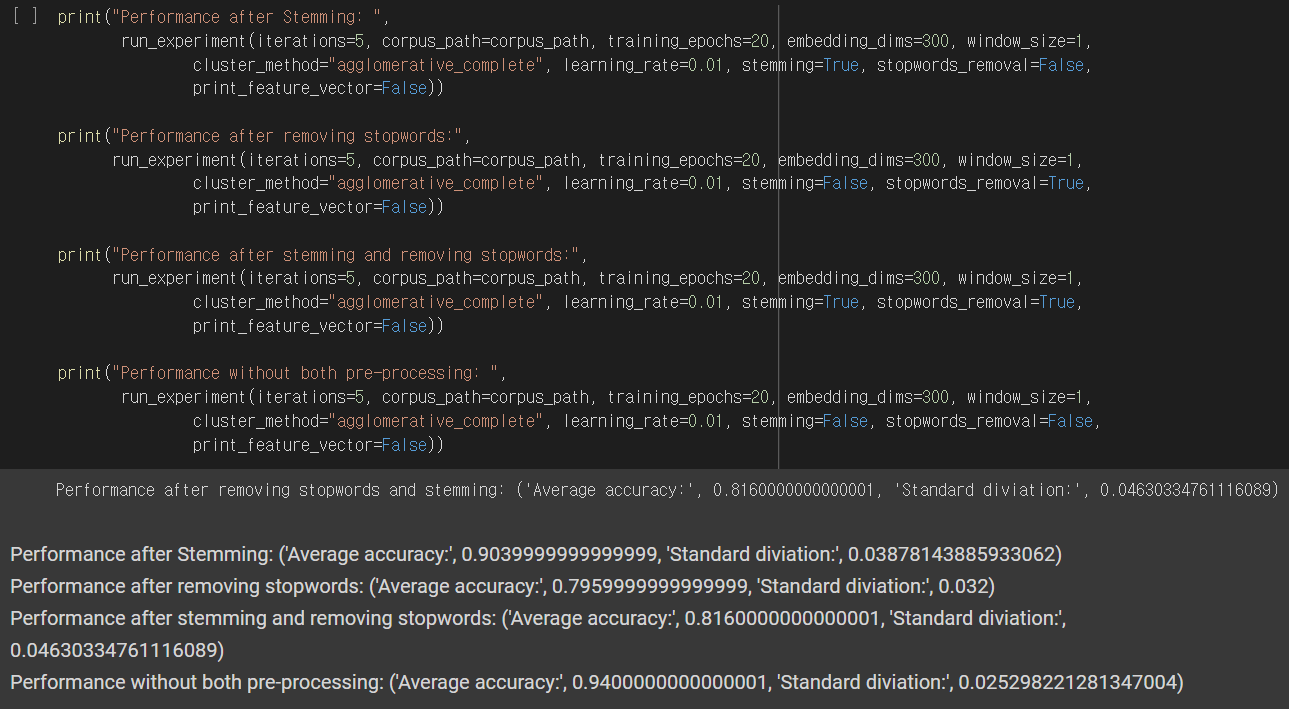 [ ] print("Performance after Stemming: ",
run_experiment(iterations=5, corpus_path=corpus_path, training_epochs=20, embedding_dims=300, window_size=1,
cluster_method="agglomerative_complete", learning_rate=0.01, stemming=True, stopwords_removal=False,
print_feature_vector=False))
print("Performance after removing stopwords:",
run_experiment(iterations=5, corpus_path=corpus_path, training_epochs=20, embedding_dims=300, window_size=1,
cluster_method="agglomerative_complete", learning_rate=0.01, stemming=False, stopwords_removal=True,
print_feature_vector=False))
print("Performance after stemming and removing stopwords:",
run_experiment(iterations=5, corpus_path=corpus_path, training_epochs=20, embedding_dims=300, window_size=1,
cluster_method="agglomerative_complete", learning_rate=0.01, stemming=True, stopwords_removal=True,
print_feature_vector=False))
print("Performance without both pre-processing: ",
run_experiment(iterations=5, corpus_path=corpus_path, training_epochs=20, embedding_dims=300, window_size=1,
cluster_method="agglomerative_complete", learning_rate=0.01, stemming=False, stopwords_removal=False,
print_feature_vector=False))
Performance after removing stopwords and stemming: ('Average accuracy:', 0.8160000000000001, 'Standard diviation:', 0.04630334761116089)
Performance after Stemming: ('Average accuracy:', 0.9039999999999999, 'Standard diviation:', 0.03878143885933062)
Performance after removing stopwords: ('Average accuracy:', 0.7959999999999999, 'Standard diviation:', 0.032)
Performance after stemming and removing stopwords: ('Average accuracy:', 0.8160000000000001, 'Standard diviation:',
0.04630334761116089)
Performance without both pre-processing: ('Average accuracy:', 0.9400000000000001, 'Standard diviation:', 0.025298221281347004)